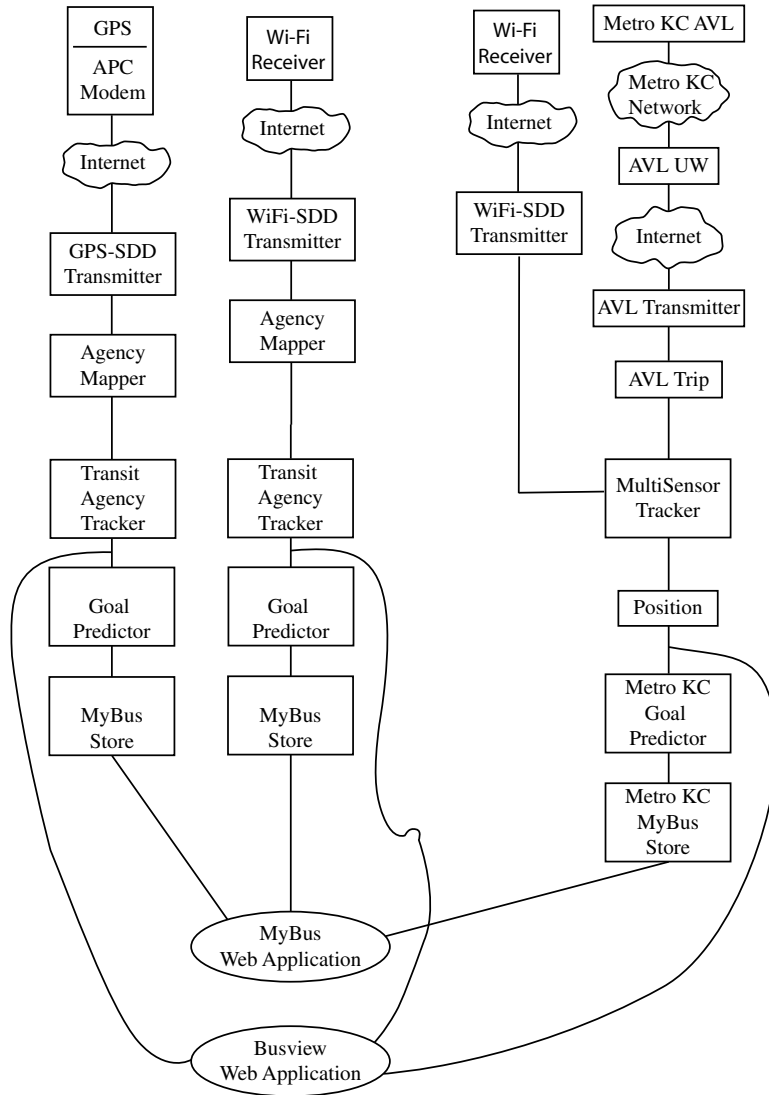 GPS
APC
Modem
Internet
GPS-SDD
Transmitter
Agency
Mapper
Transit
Agency
Tracker
Goal
Predictor
MyBus
Store
Wi-Fi
Receiver
Internet
WiFi-SDD
Transmitter
Agency
Mapper
Transit
Agency
Tracker
Goal
Predictor
MyBus
Store
Wi-Fi
Receiver
Internet
WiFi-SDD
Transmitter
Metro KC AVL
Metro KC
Network
AVL UW
Internet
AVL Transmitter
AVL Trip
MultiSensor
Tracker
Position
Metro KC
Goal
Predictor
Metro KC
MyBus
Store
MyBus
Web Application
Busview
Web Application